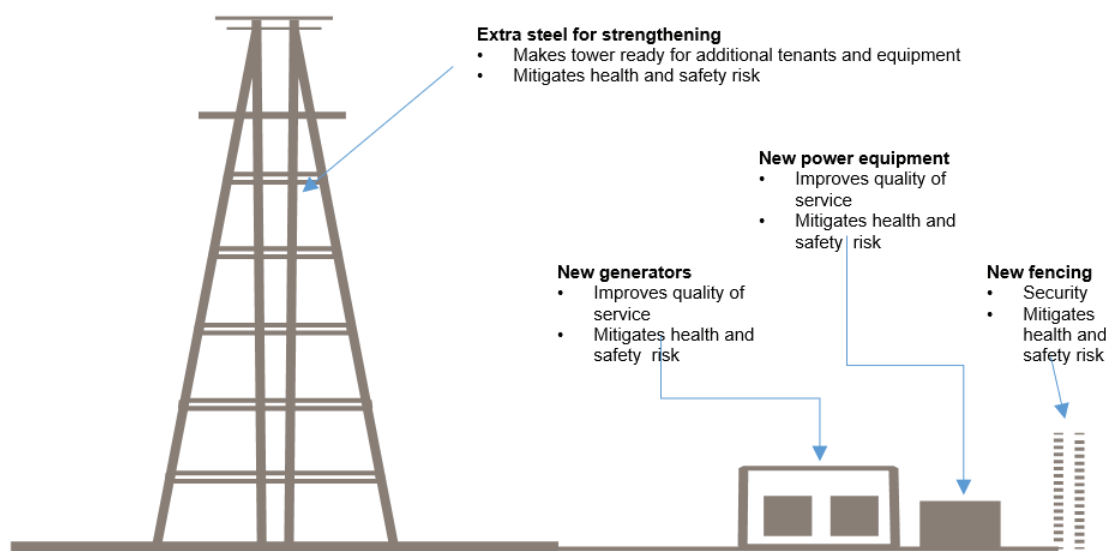 Extra steel for strengthening
• Makes tower ready for additional tenants and equipment
• Mitigates health and safety risk
New power equipment
• Improves quality of
service
• Mitigates health and
safety risk
New generators
• Improves quality of
service
• Mitigates health and
safety risk
New fencing
• Security
• Mitigates
health and
safety risk